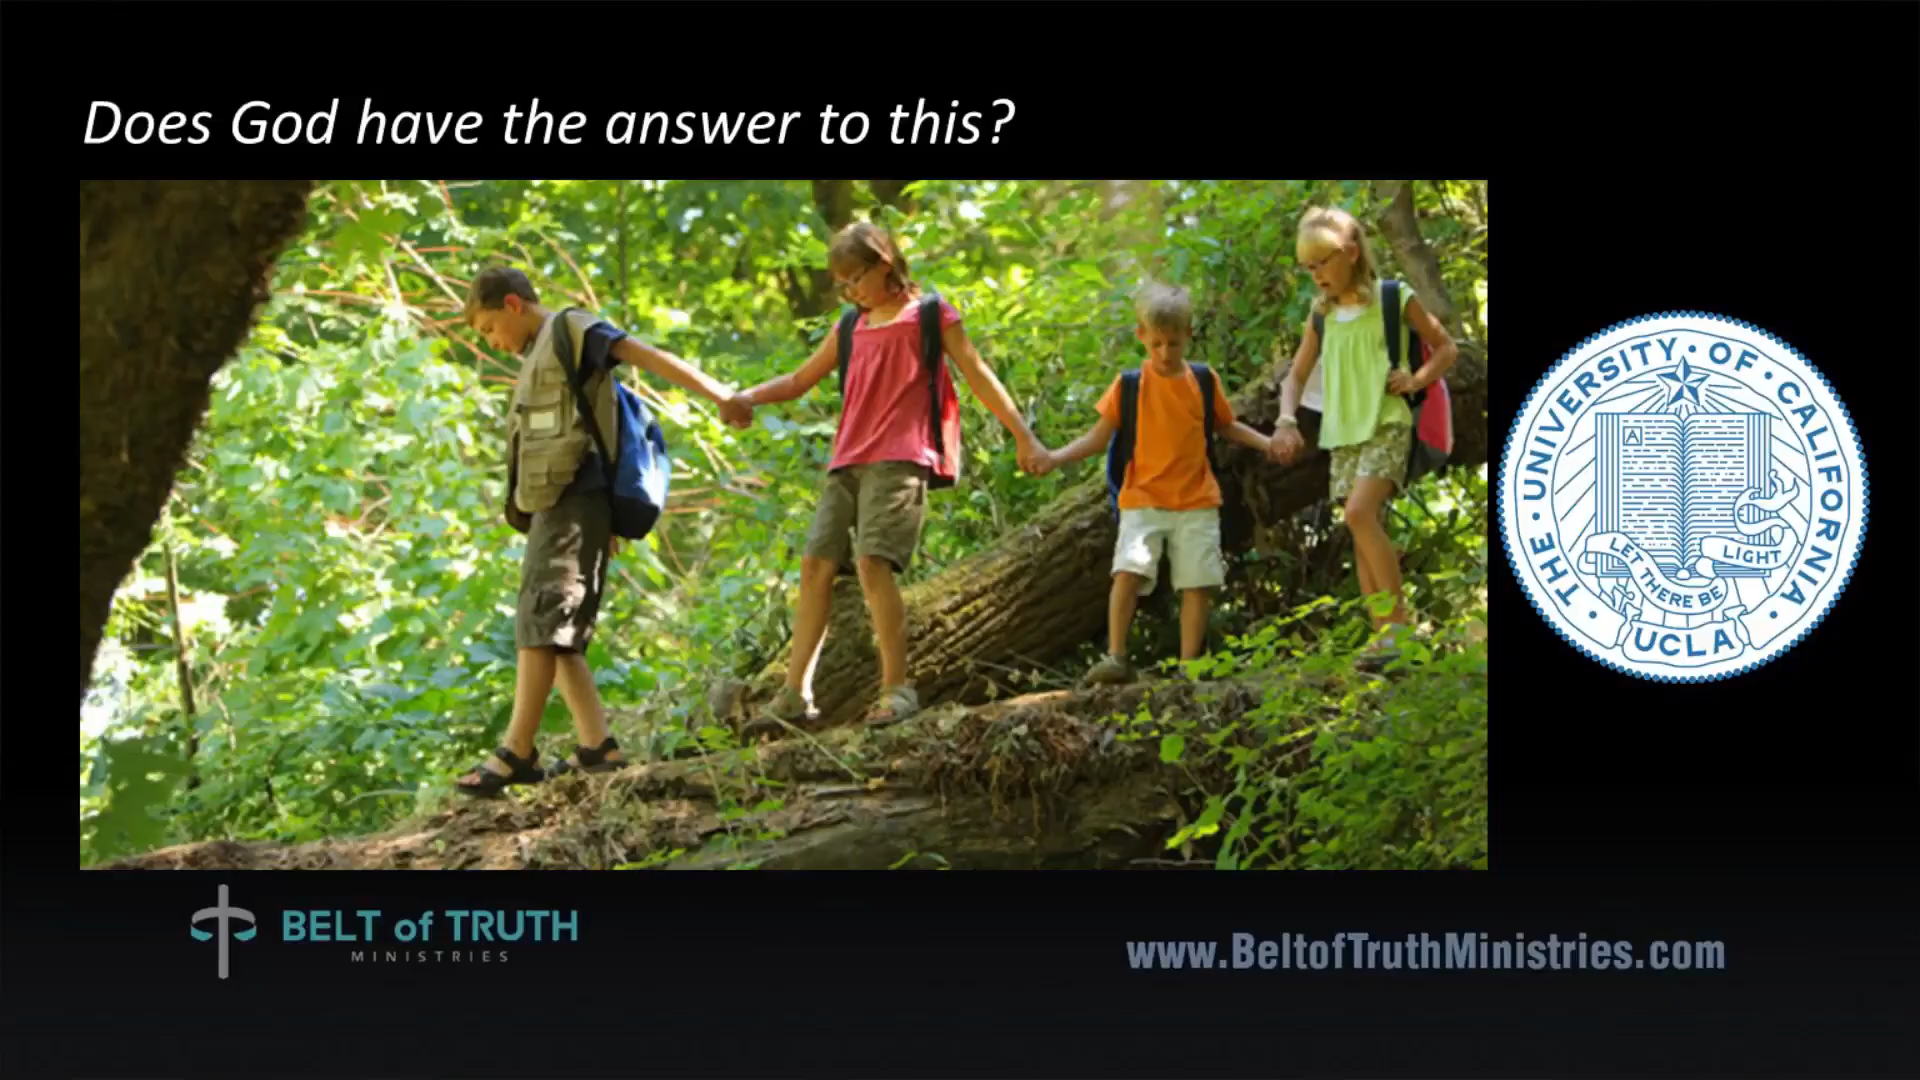 Does God have the answer to this?
THE · UNIVERSITY · OF · CALIFORNIA
A
LET THERE BE LIGHT
UCLA
BELT of TRUTH
MINISTRIES
www.BeltofTruthMinistries.com